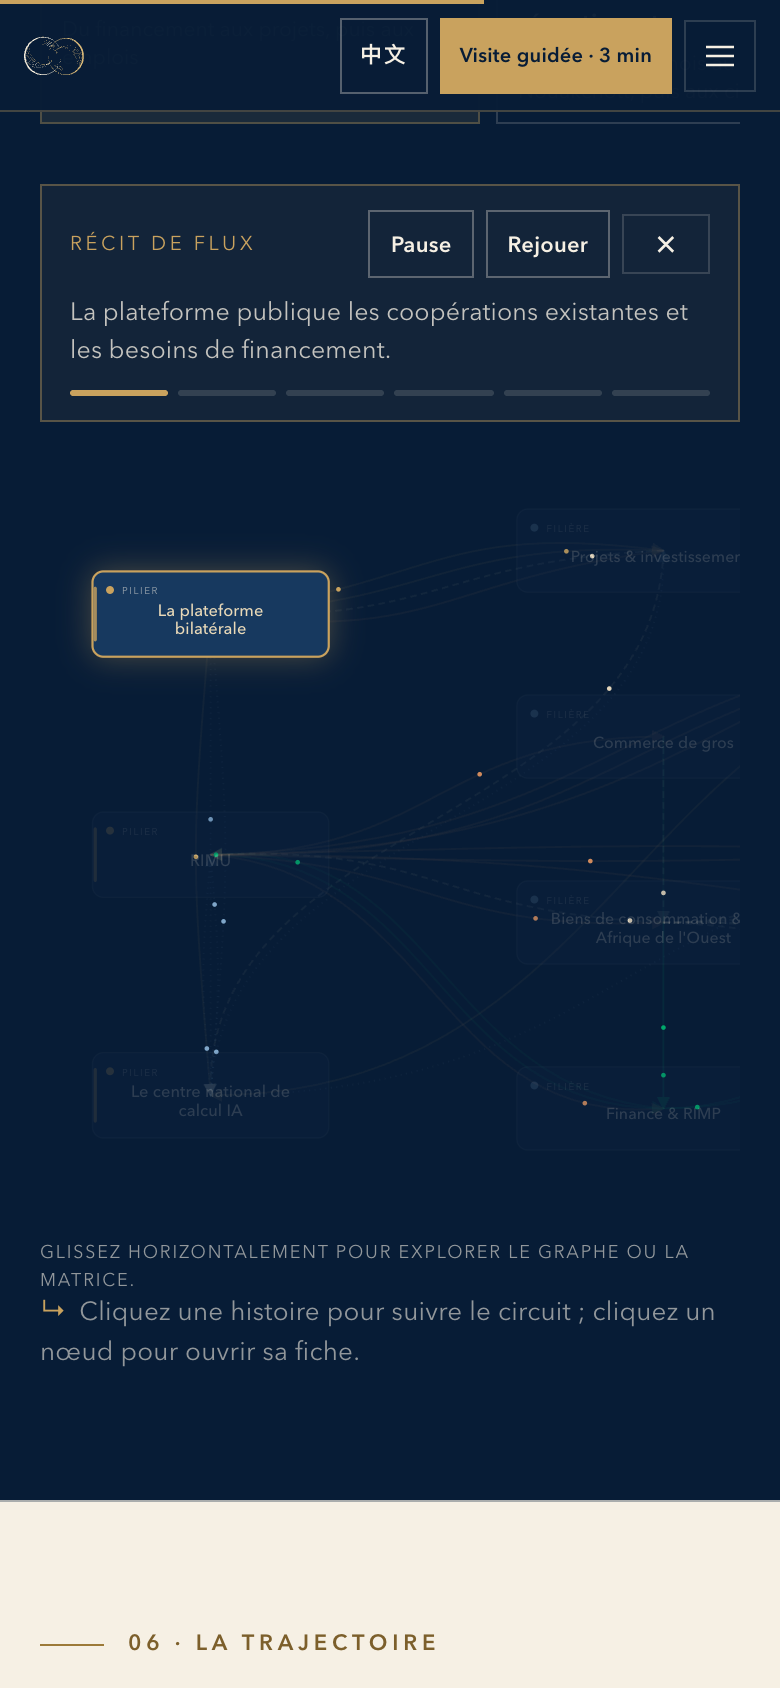 中文
Visite guidée · 3 min
RÉCIT DE FLUX
Pause
Rejouer
✕
La plateforme publique les coopérations existantes et
les besoins de financement.
FILIÈRE
Projets & investissemen
PILIER
La plateforme
bilatérale
FILIÈRE
Commerce de gros
PILIER
RIMU
FILIÈRE
Biens de consommation &
Afrique de l'Ouest
PILIER
Le centre national de
calcul IA
FILIÈRE
Finance & RIMP
GLISSEZ HORIZONTALEMENT POUR EXPLORER LE GRAPHE OU LA
MATRICE.
↳ Cliquez une histoire pour suivre le circuit ; cliquez un
nœud pour ouvrir sa fiche.
06 · LA TRAJECTOIRE